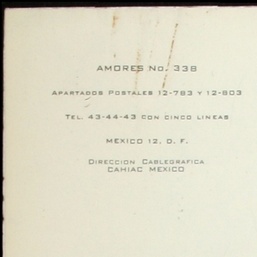 AMORES No. 338
APARTADOS POSTALES 12-783 Y 12-803
TEL. 43-44-43 CON CINCO LINEAS
MEXICO 12, D. F.
DIRECCION CABLEGRAFICA
CAHIAC MEXICO